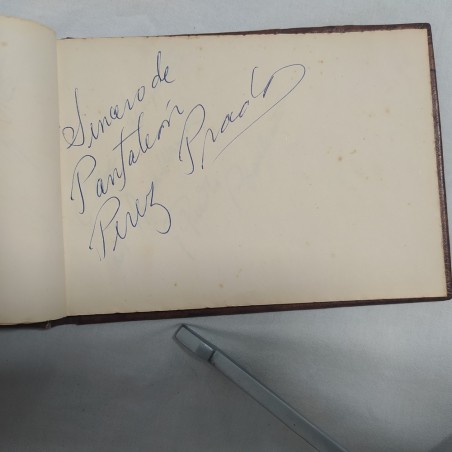 Sincero de
Pantaleón
Perez Prado